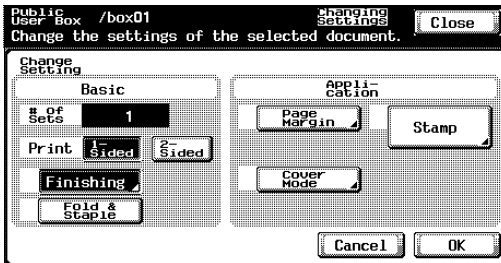 Public
User Box /box01
Changing
Settings
Close
Change the settings of the selected document.
Change
Setting
Basic
# of
Sets
1
Print
1-
Sided
2-
Sided
Finishing
Fold &
Staple
Appli-
cation
Page
Margin
Stamp
Cover
Mode
Cancel
OK